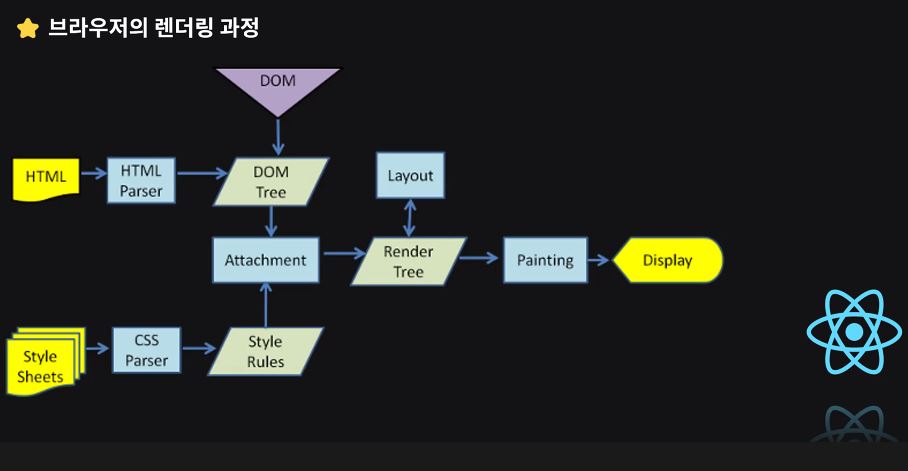 ⭐ 브라우저의 렌더링 과정
DOM
HTML
HTML
Parser
DOM
Tree
Layout
Attachment
Render
Tree
Painting
Display
Style
Sheets
CSS
Parser
Style
Rules